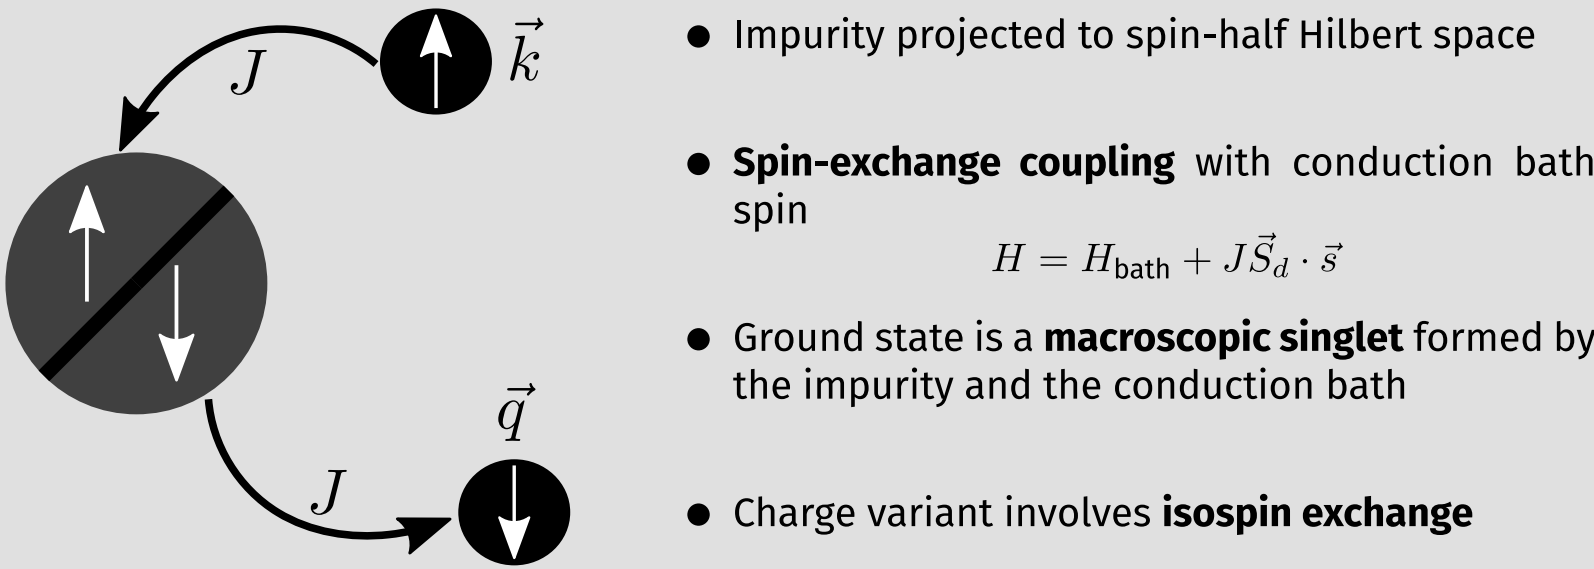 J
k⃗
J
q⃗
● Impurity projected to spin-half Hilbert space
● Spin-exchange coupling with conduction bath
spin
H = H_bath + J S⃗_d · s⃗
● Ground state is a macroscopic singlet formed by
the impurity and the conduction bath
● Charge variant involves isospin exchange